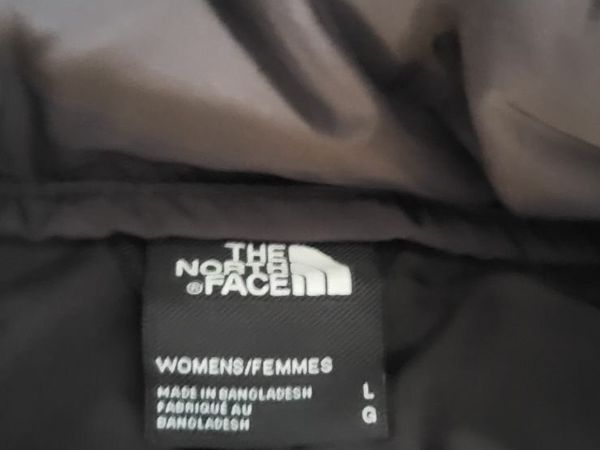 THE
NORTH
®FACE
WOMENS/FEMMES
MADE IN BANGLADESH L
FABRIQUÉ AU G
BANGLADESH